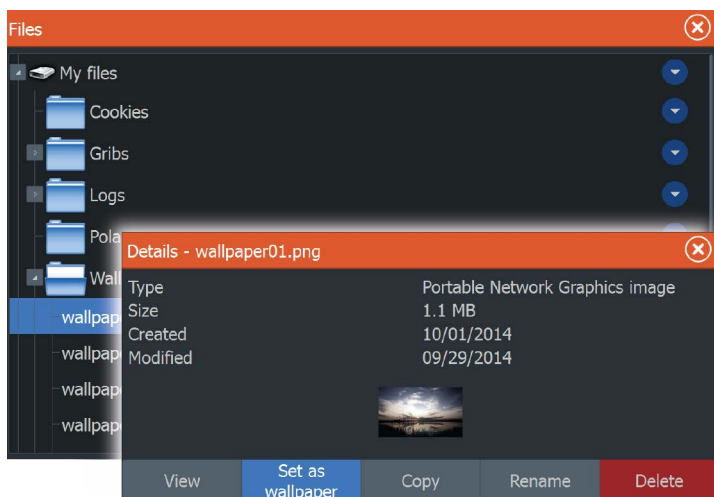 Files
My files
Cookies
Gribs
Logs
Details - wallpaper01.png
Type Portable Network Graphics image
Size 1.1 MB
Created 10/01/2014
Modified 09/29/2014
View Set as wallpaper Copy Rename Delete